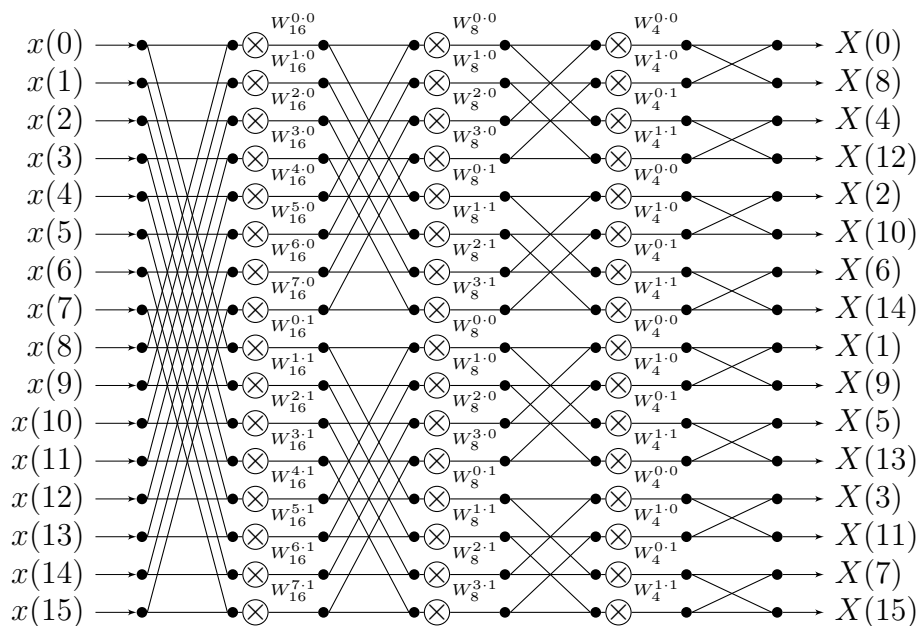 x(0) W_{16}^{0·0} W_8^{0·0} W_4^{0·0} X(0)
x(1) W_{16}^{1·0} W_8^{1·0} W_4^{1·0} X(8)
x(2) W_{16}^{2·0} W_8^{2·0} W_4^{0·1} X(4)
x(3) W_{16}^{3·0} W_8^{3·0} W_4^{1·1} X(12)
x(4) W_{16}^{4·0} W_8^{0·1} W_4^{0·0} X(2)
x(5) W_{16}^{5·0} W_8^{1·1} W_4^{1·0} X(10)
x(6) W_{16}^{6·0} W_8^{2·1} W_4^{0·1} X(6)
x(7) W_{16}^{7·0} W_8^{3·1} W_4^{1·1} X(14)
x(8) W_{16}^{0·1} W_8^{0·0} W_4^{0·0} X(1)
x(9) W_{16}^{1·1} W_8^{1·0} W_4^{1·0} X(9)
x(10) W_{16}^{2·1} W_8^{2·0} W_4^{0·1} X(5)
x(11) W_{16}^{3·1} W_8^{3·0} W_4^{1·1} X(13)
x(12) W_{16}^{4·1} W_8^{0·1} W_4^{0·0} X(3)
x(13) W_{16}^{5·1} W_8^{1·1} W_4^{1·0} X(11)
x(14) W_{16}^{6·1} W_8^{2·1} W_4^{0·1} X(7)
x(15) W_{16}^{7·1} W_8^{3·1} W_4^{1·1} X(15)